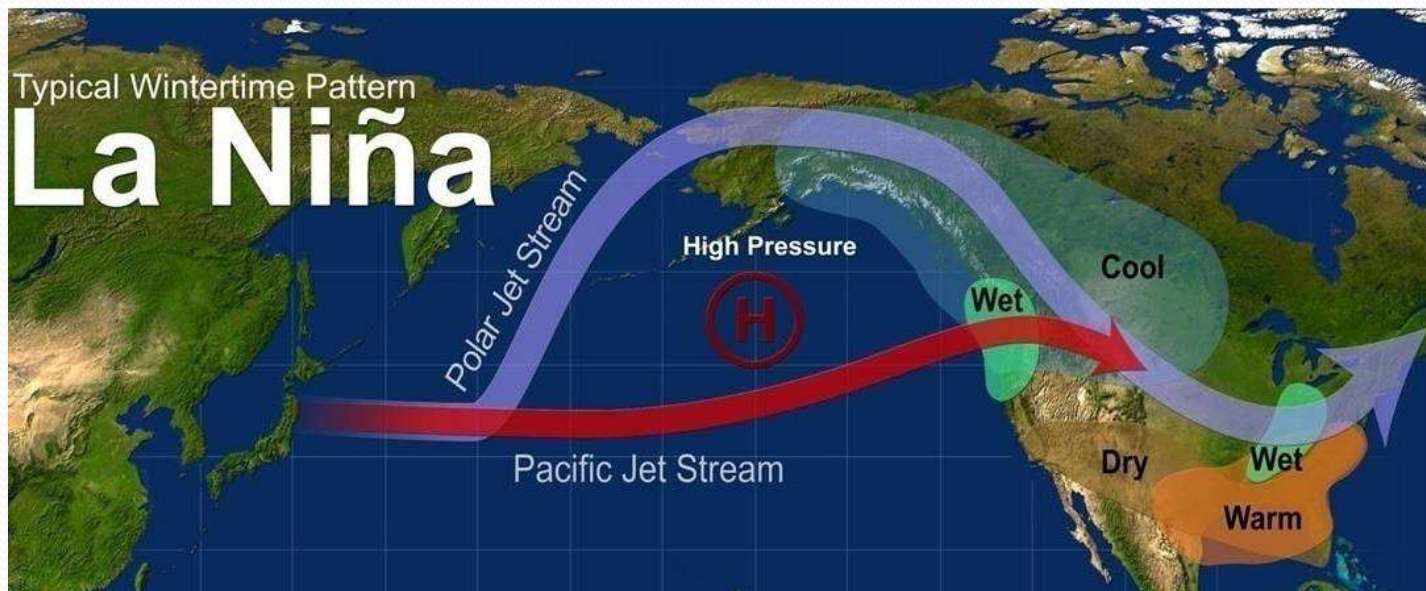 Typical Wintertime Pattern
La Niña
Polar Jet Stream
High Pressure
H
Pacific Jet Stream
Wet
Cool
Dry
Wet
Warm